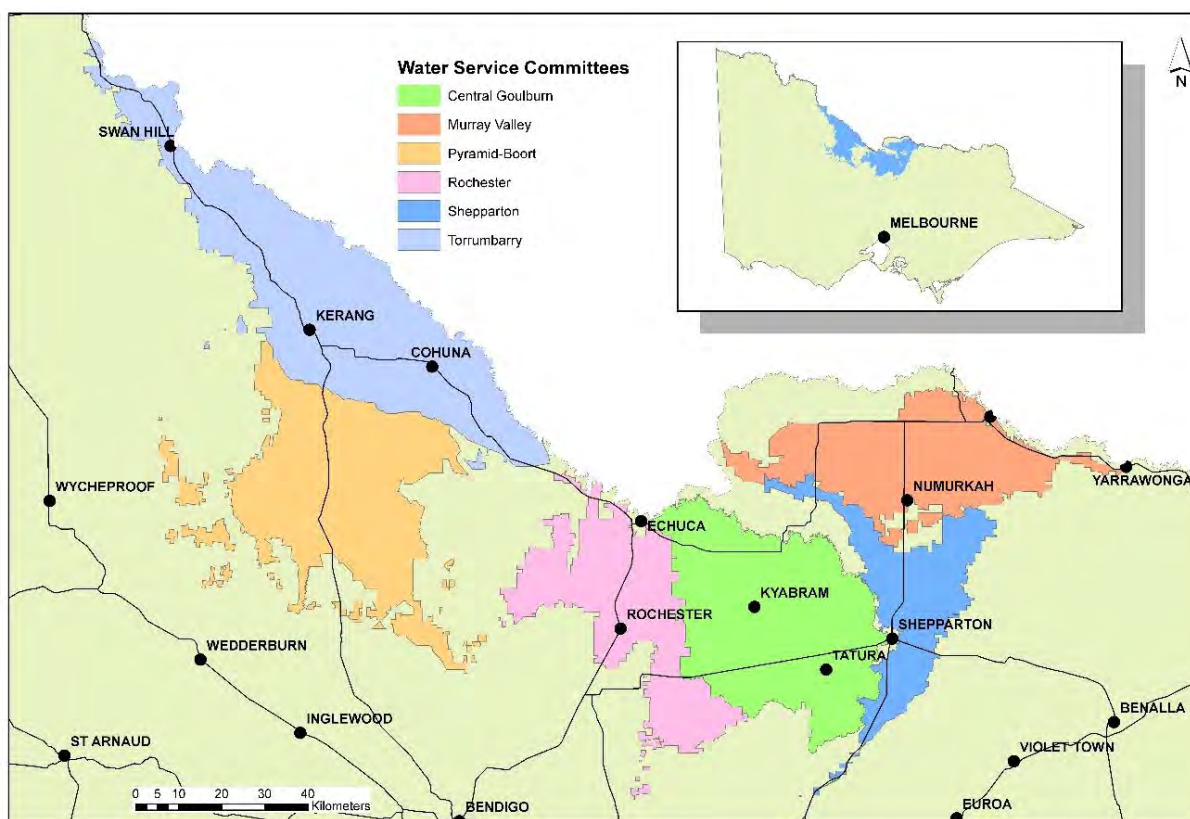 Water Service Committees
Central Goulburn
Murray Valley
Pyramid-Boort
Rochester
Shepparton
Torrumbarry
N
MELBOURNE
SWAN HILL
KERANG
COHUNA
WYCHEPROOF
ECHUCA
NUMURKAH
YARRAWONGA
KYABRAM
ROCHESTER
SHEPPARTON
TATURA
WEDDERBURN
INGLEWOOD
ST ARNAUD
BENALLA
VIOLET TOWN
EUROA
BENDIGO
0 5 10 20 30 40
Kilometers